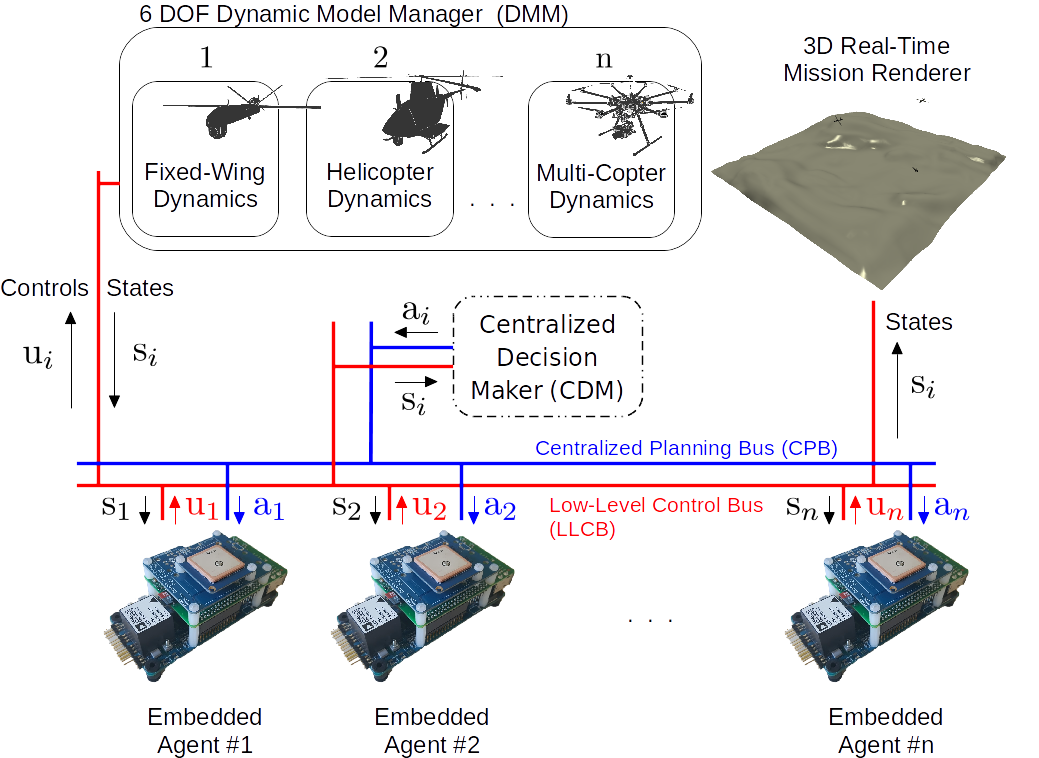 6 DOF Dynamic Model Manager (DMM)
1
2
n
3D Real-Time
Mission Renderer
Fixed-Wing
Dynamics
Helicopter
Dynamics
. . .
Multi-Copter
Dynamics
Controls
States
u_i
s_i
a_i
s_i
Centralized
Decision
Maker (CDM)
States
s_i
Centralized Planning Bus (CPB)
Low-Level Control Bus
(LLCB)
s_1
u_1
a_1
s_2
u_2
a_2
s_n
u_n
a_n
. . .
Embedded
Agent #1
Embedded
Agent #2
Embedded
Agent #n